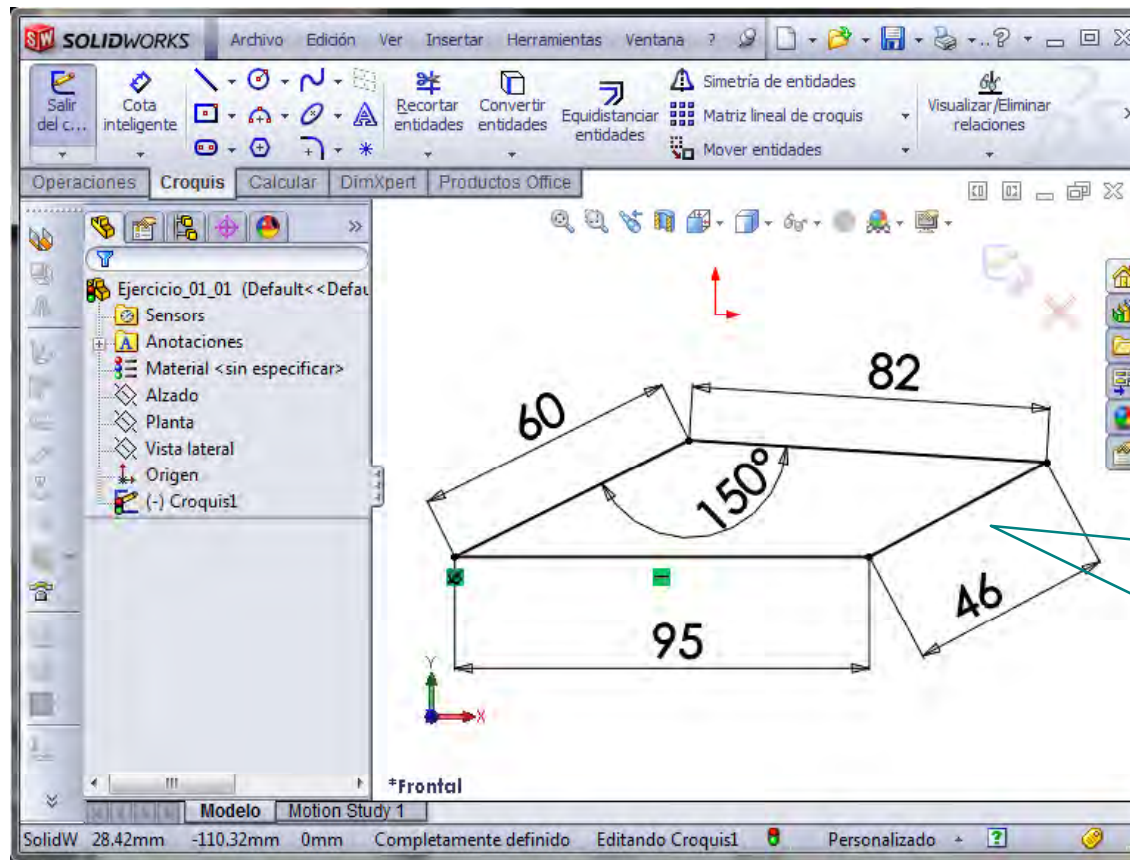 SW SOLIDWORKS Archivo Edición Ver Insertar Herramientas Ventana ? ..?
Salir del c...
Cota inteligente
Recortar entidades
Convertir entidades
Equidistanciar entidades
Simetría de entidades
Matriz lineal de croquis
Mover entidades
Visualizar/Eliminar relaciones
Operaciones Croquis Calcular DimXpert Productos Office
Ejercicio_01_01 (Default<<Defau
Sensors
A Anotaciones
Material <sin especificar>
Alzado
Planta
Vista lateral
Origen
(-) Croquis1
82
60
150°
46
95
Y
X
*Frontal
Modelo Motion Study 1
SolidW 28.42mm -110.32mm 0mm Completamente definido Editando Croquis1 Personalizado ?